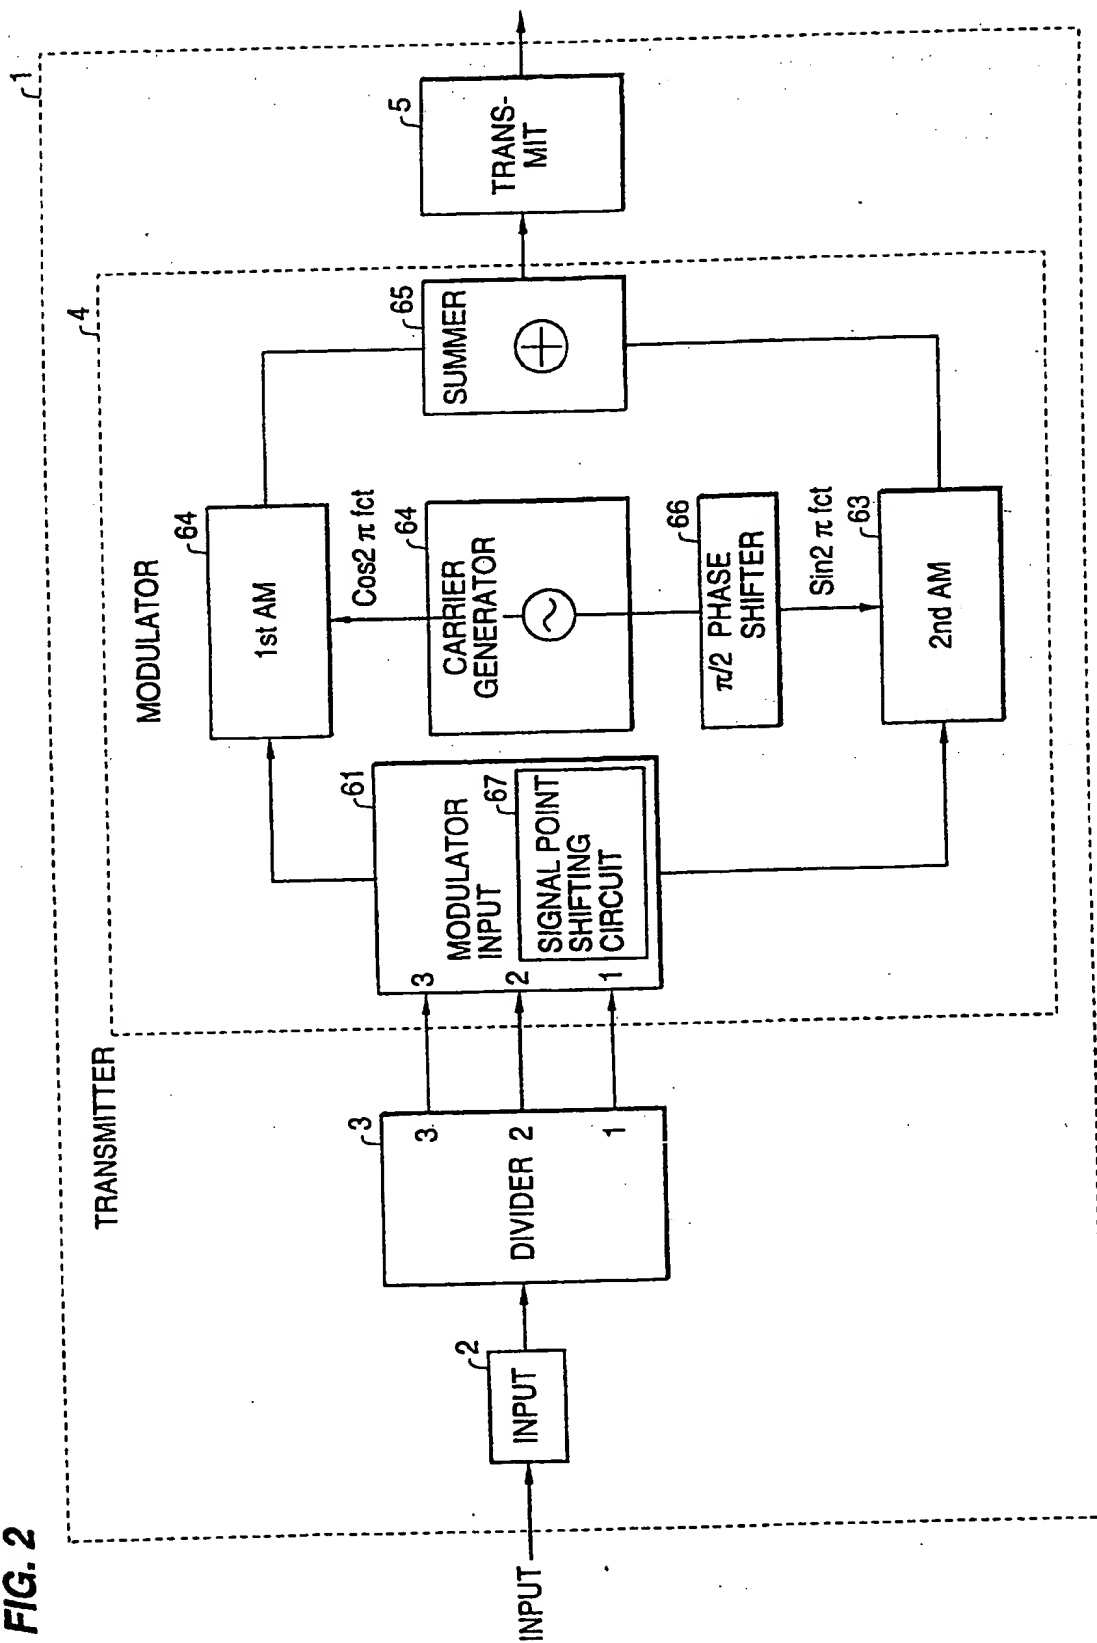 FIG. 2
1
TRANSMITTER
4
MODULATOR
INPUT
2
INPUT
3
DIVIDER
3
2
1
61
MODULATOR
INPUT
3
2
1
67
SIGNAL POINT
SHIFTING
CIRCUIT
64
1st AM
Cos2 π fct
64
CARRIER
GENERATOR
~
66
π/2 PHASE
SHIFTER
Sin2 π fct
63
2nd AM
65
SUMMER
+
5
TRANS-
MIT